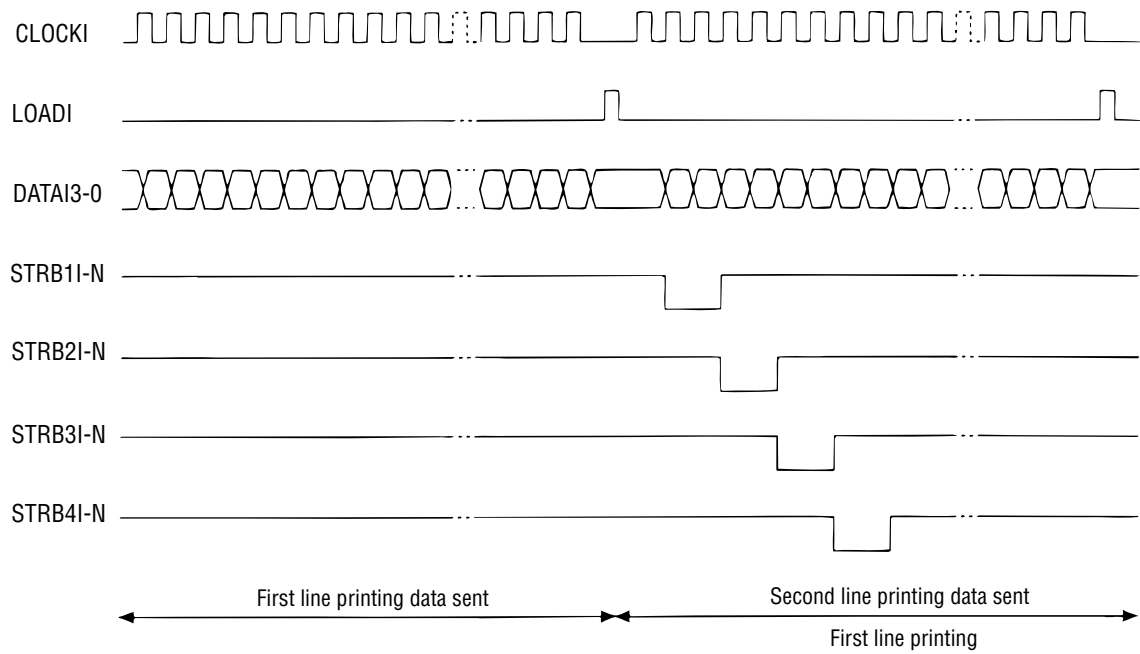 CLOCKI
LOADI
DATAI3-0
STRB1I-N
STRB2I-N
STRB3I-N
STRB4I-N
First line printing data sent
Second line printing data sent
First line printing